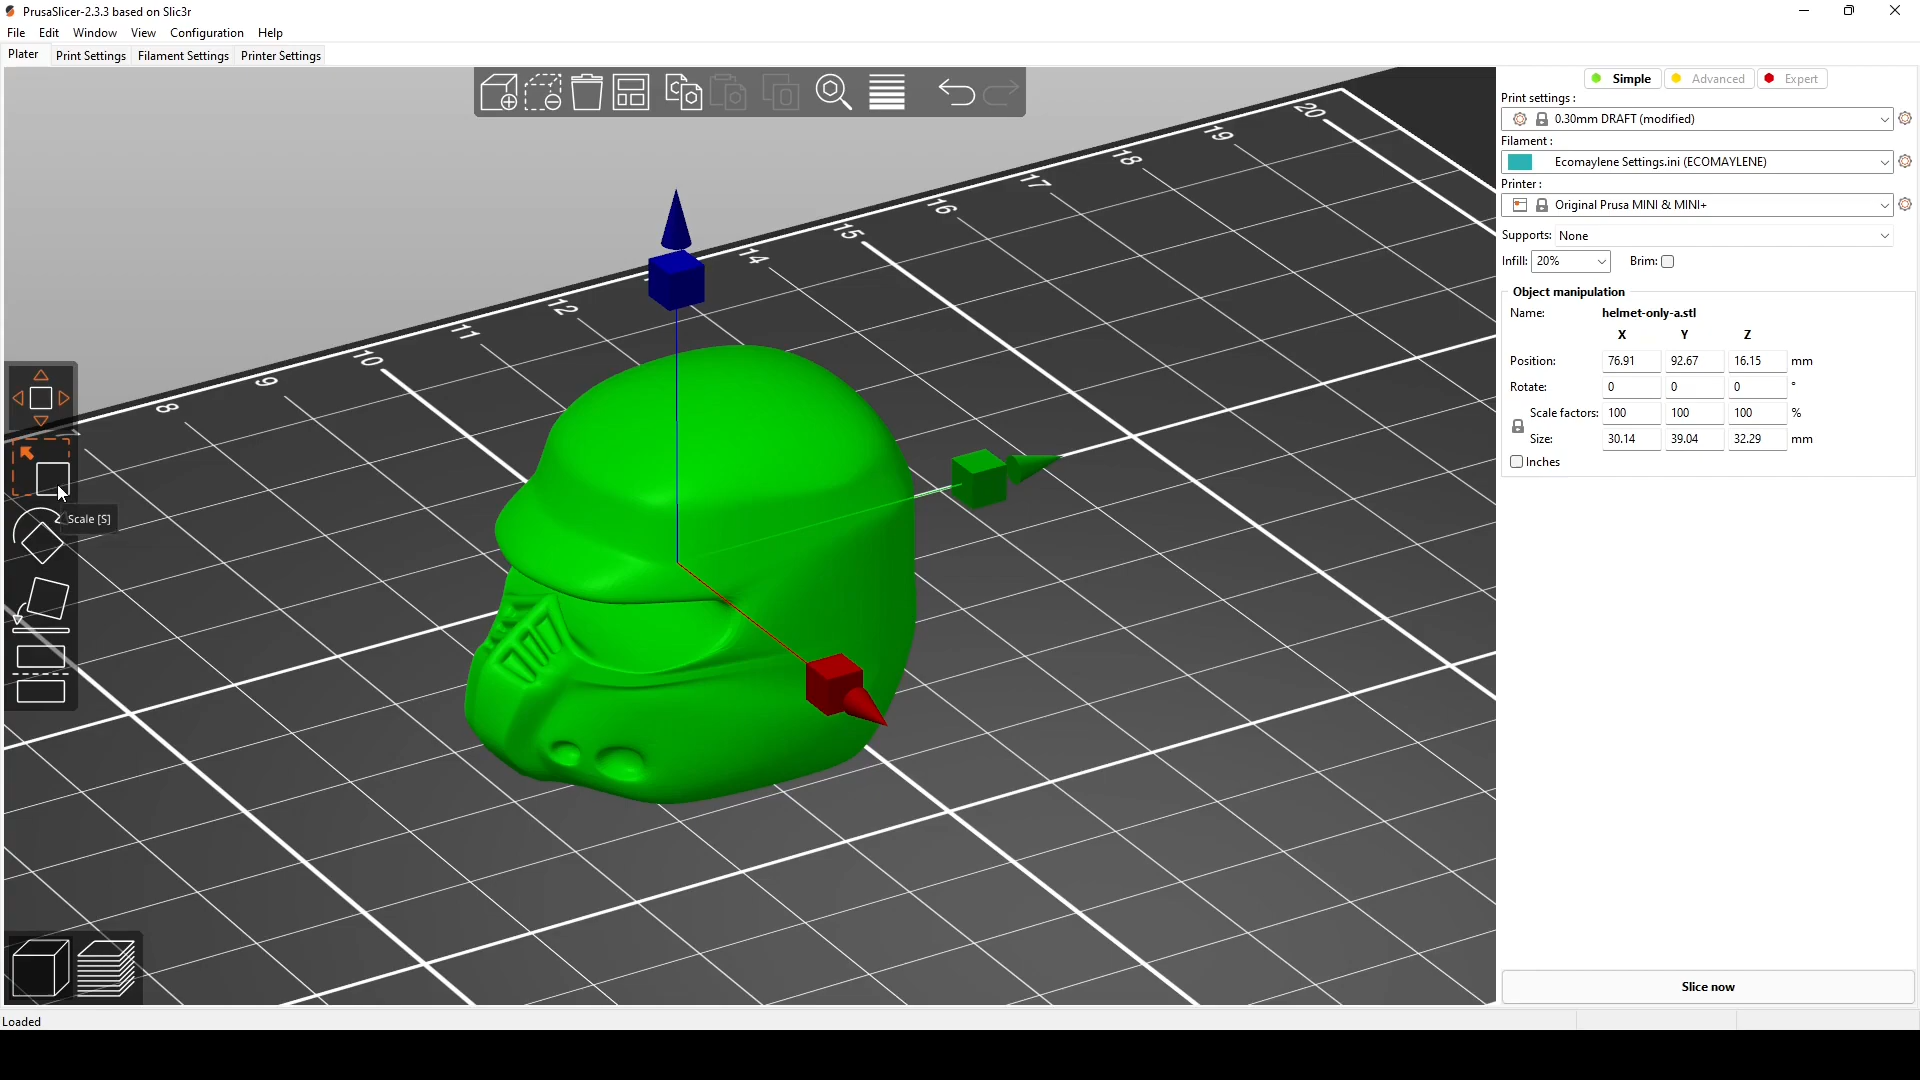 PrusaSlicer-2.3.3 based on Slic3r
File Edit Window View Configuration Help
Plater Print Settings Filament Settings Printer Settings
Simple Advanced Expert
Print settings :
0.30mm DRAFT (modified)
Filament :
Ecomaylene Settings.ini (ECOMAYLENE)
Printer :
Original Prusa MINI & MINI+
Supports: None
Infill: 20% Brim:
Object manipulation
Name: helmet-only-a.stl
X Y Z
Position: 76.91 92.67 16.15 mm
Rotate: 0 0 0 °
Scale factors: 100 100 100 %
Size: 30.14 39.04 32.29 mm
Inches
20
19
18
17
16
15
14
12
11
10
9
8
Scale [S]
Slice now
Loaded